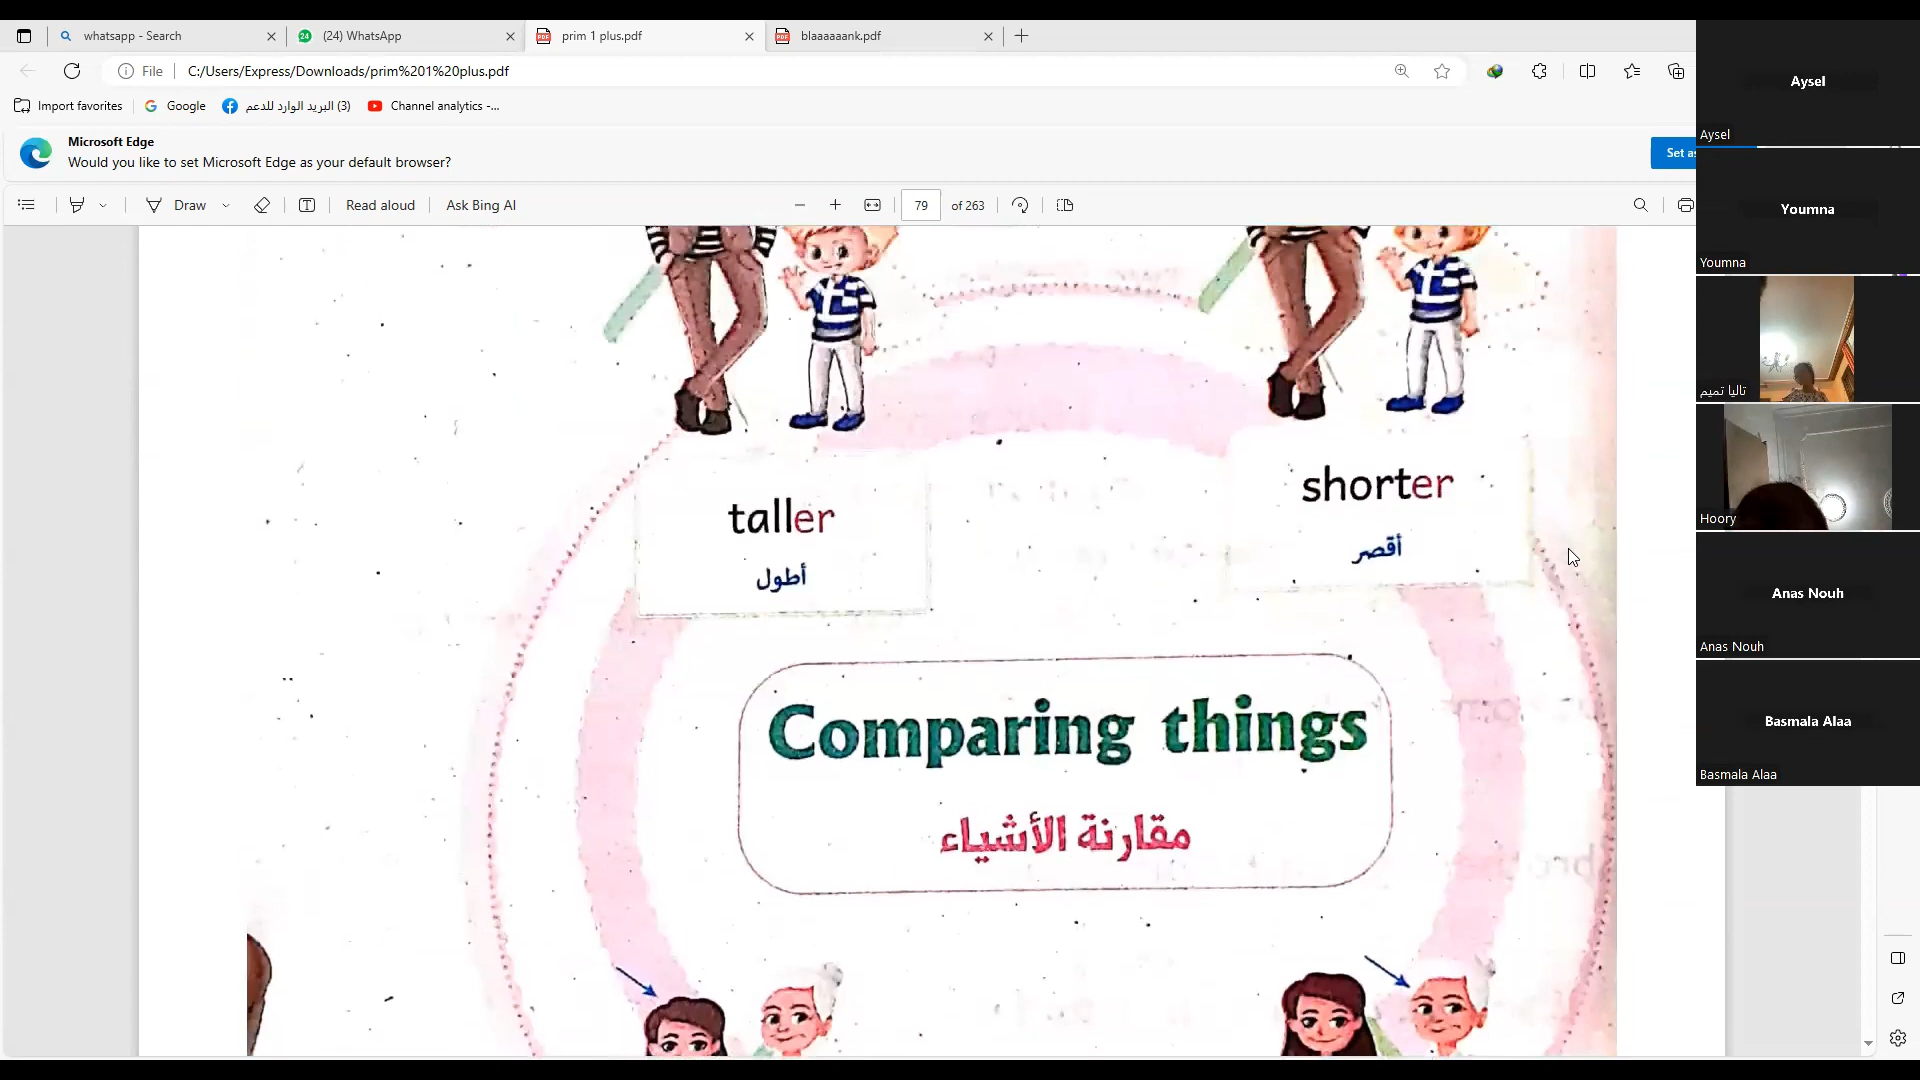 whatsapp - Search
(24) WhatsApp
prim 1 plus.pdf
blaaaaaank.pdf
File
C:/Users/Express/Downloads/prim%201%20plus.pdf
Import favorites
Google
(3) البريد الوارد للدعم
Channel analytics -...
Microsoft Edge
Would you like to set Microsoft Edge as your default browser?
Set as
Draw
Read aloud
Ask Bing AI
79 of 263
taller
أطول
shorter
أقصر
Comparing things
مقارنة الأشياء
Aysel
Aysel
Youmna
Youmna
تاليا تميم
Hoory
Anas Nouh
Anas Nouh
Basmala Alaa
Basmala Alaa